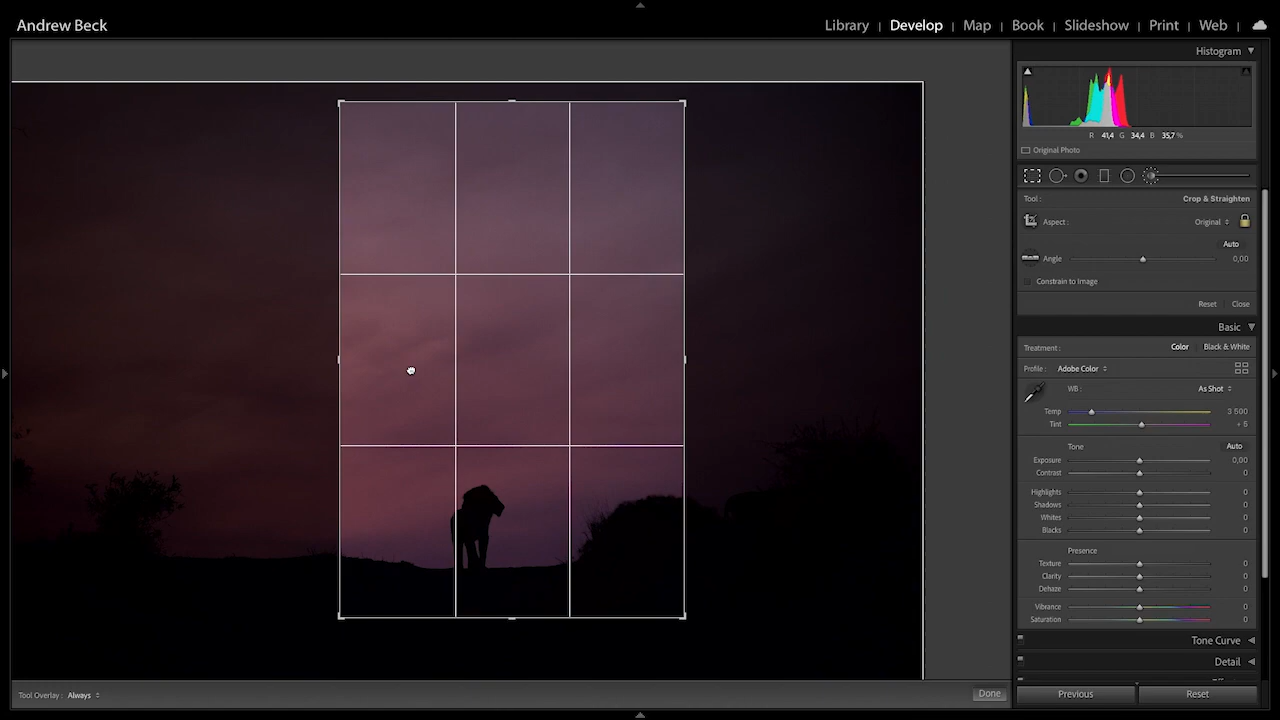 Andrew Beck
Library | Develop | Map | Book | Slideshow | Print | Web |
Histogram
R 41,4 G 34,4 B 35,7 %
Original Photo
Tool : Crop & Straighten
Aspect : Original
Auto
Angle 0,00
Constrain to Image
Reset Close
Basic
Treatment : Color Black & White
Profile : Adobe Color
WB : As Shot
Temp 3 500
Tint + 5
Tone Auto
Exposure 0,00
Contrast 0
Highlights 0
Shadows 0
Whites 0
Blacks 0
Presence
Texture 0
Clarity 0
Dehaze 0
Vibrance 0
Saturation 0
Tone Curve
Detail
Tool Overlay : Always
Done
Previous Reset